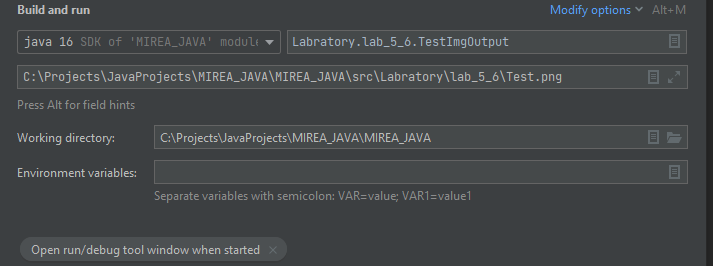 Build and run
Modify options Alt+M
java 16 SDK of 'MIREA_JAVA' module
Labratory.lab_5_6.TestImgOutput
C:\Projects\JavaProjects\MIREA_JAVA\MIREA_JAVA\src\Labratory\lab_5_6\Test.png
Press Alt for field hints
Working directory: C:\Projects\JavaProjects\MIREA_JAVA\MIREA_JAVA
Environment variables:
Separate variables with semicolon: VAR=value; VAR1=value1
Open run/debug tool window when started ×